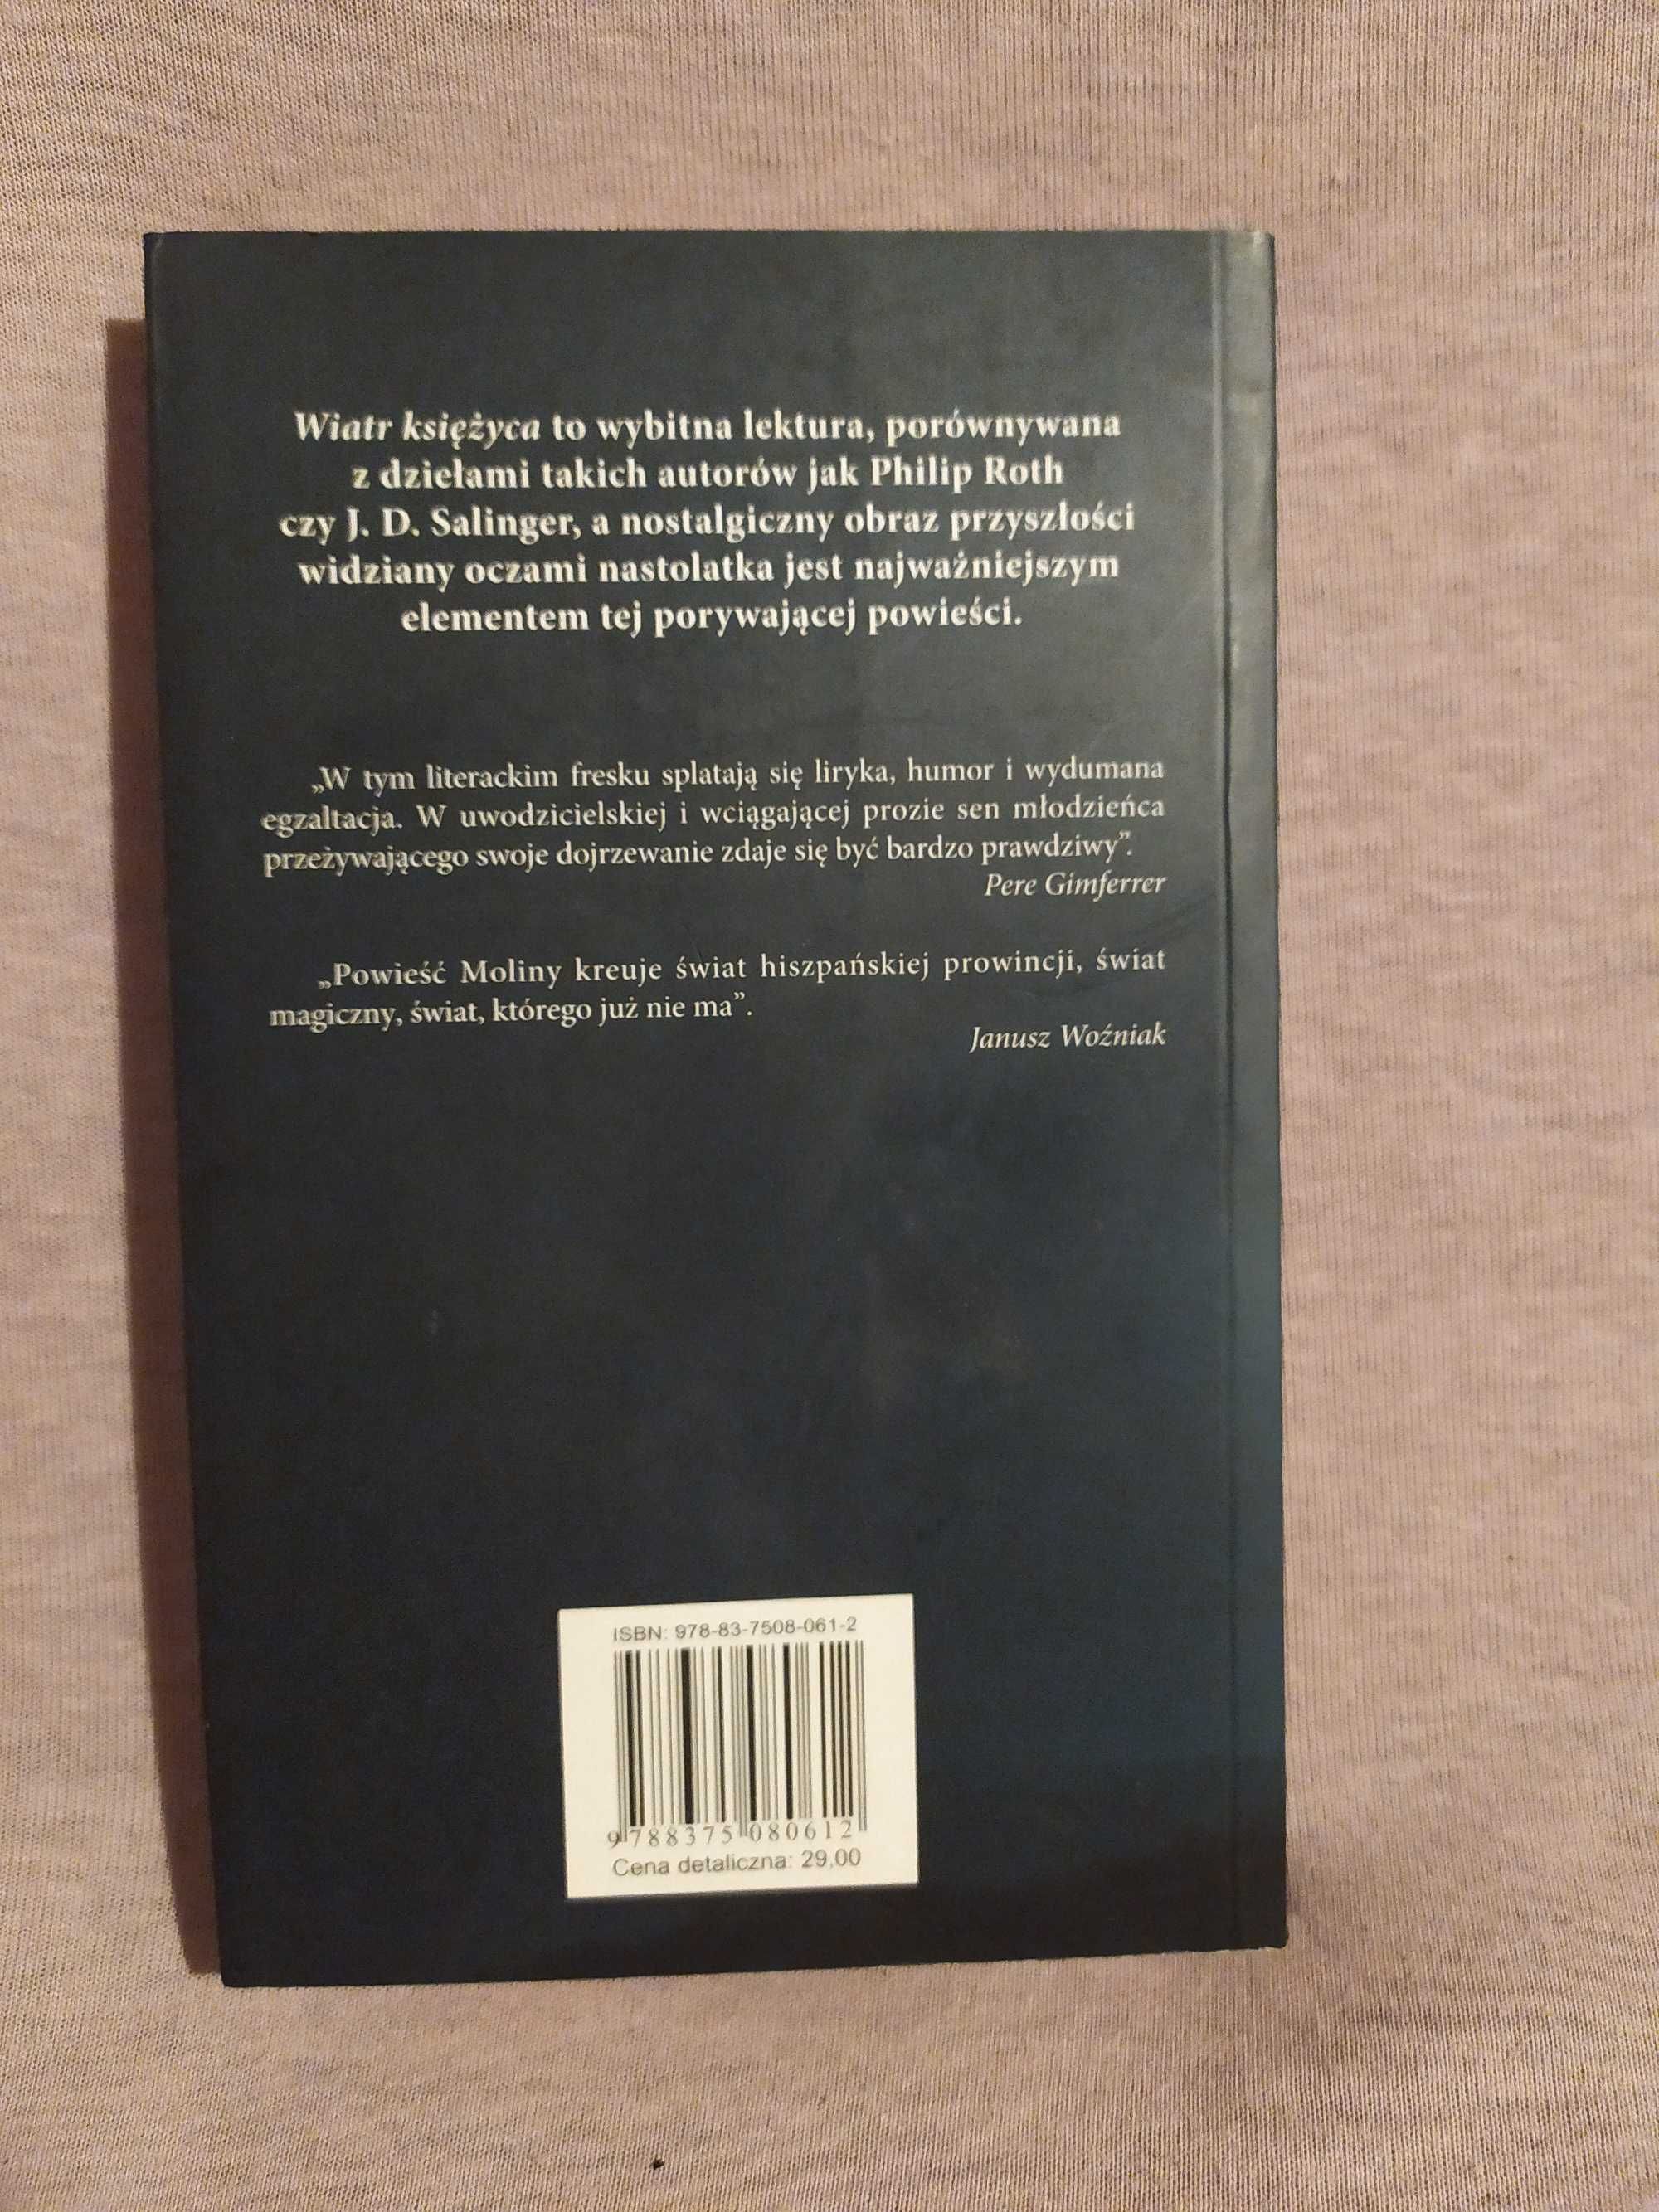 Wiatr księżyca to wybitna lektura, porównywana
z dziełami takich autorów jak Philip Roth
czy J. D. Salinger, a nostalgiczny obraz przyszłości
widziany oczami nastolatka jest najważniejszym
elementem tej porywającej powieści.
„W tym literackim fresku splatają się liryka, humor i wydumana
egzaltacja. W uwodzicielskiej i wciągającej prozie sen młodzieńca
przeżywającego swoje dojrzewanie zdaje się być bardzo prawdziwy”.
Pere Gimferrer
„Powieść Moliny kreuje świat hiszpańskiej prowincji, świat
magiczny, świat, którego już nie ma”.
Janusz Woźniak
ISBN: 978-83-7508-061-2
9 788375 080612
Cena detaliczna: 29,00